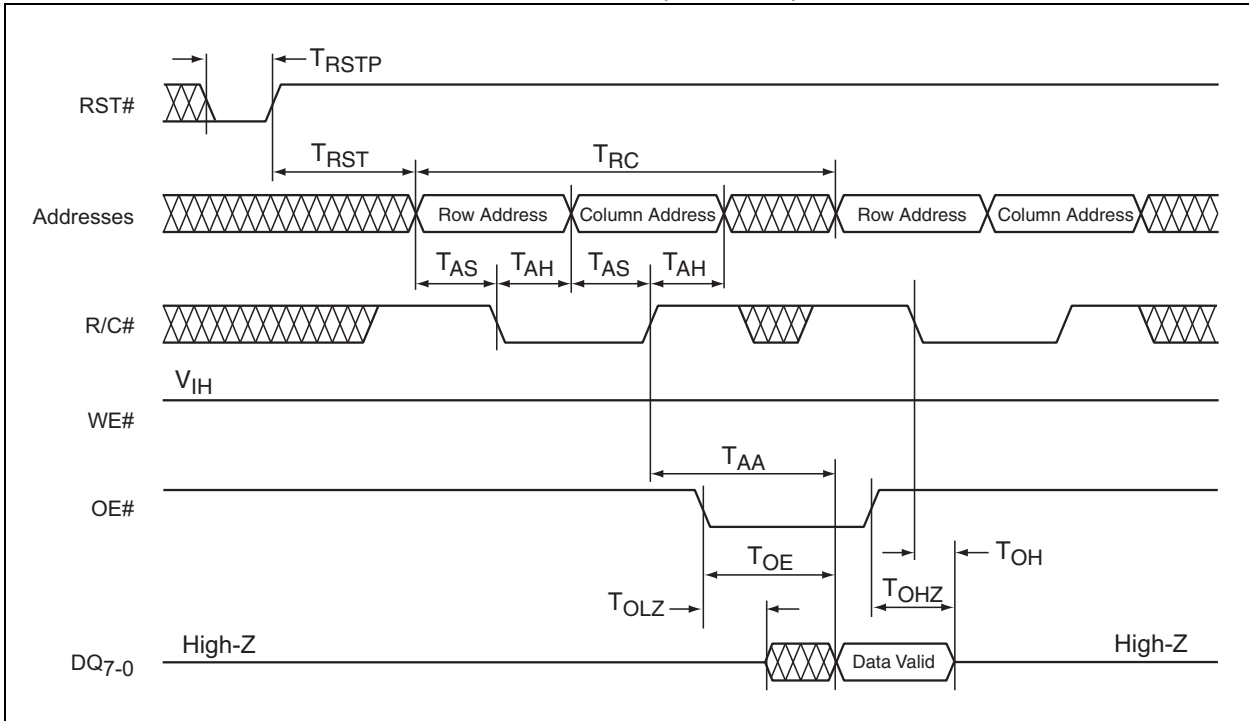 TRSTP
RST#
TRST
TRC
Addresses
Row Address
Column Address
Row Address
Column Address
TAS
TAH
TAS
TAH
R/C#
VIH
WE#
TAA
OE#
TOE
TOH
TOLZ
TOHZ
High-Z
Data Valid
High-Z
DQ7-0